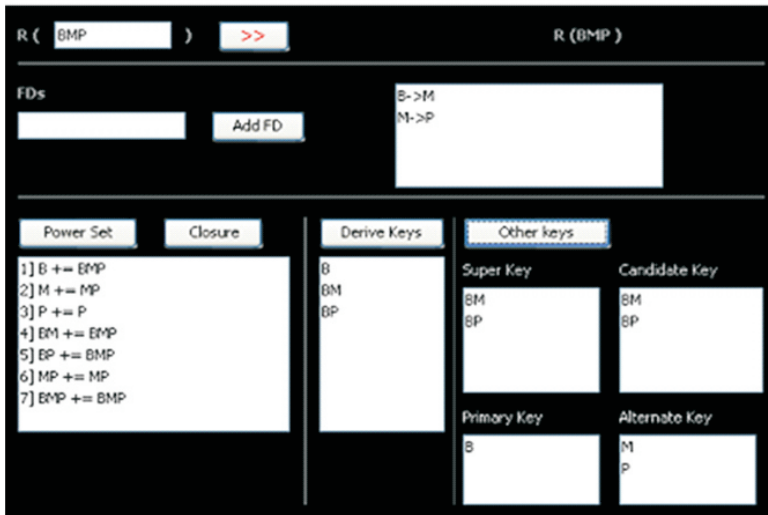 R ( BMP ) >> R (BMP )
FDs
Add FD
B->M
M->P
Power Set Closure Derive Keys Other keys
1] B += BMP
2] M += MP
3] P += P
4] BM += BMP
5] BP += BMP
6] MP += MP
7] BMP += BMP
B
BM
BP
Super Key
BM
BP
Candidate Key
BM
BP
Primary Key
B
Alternate Key
M
P